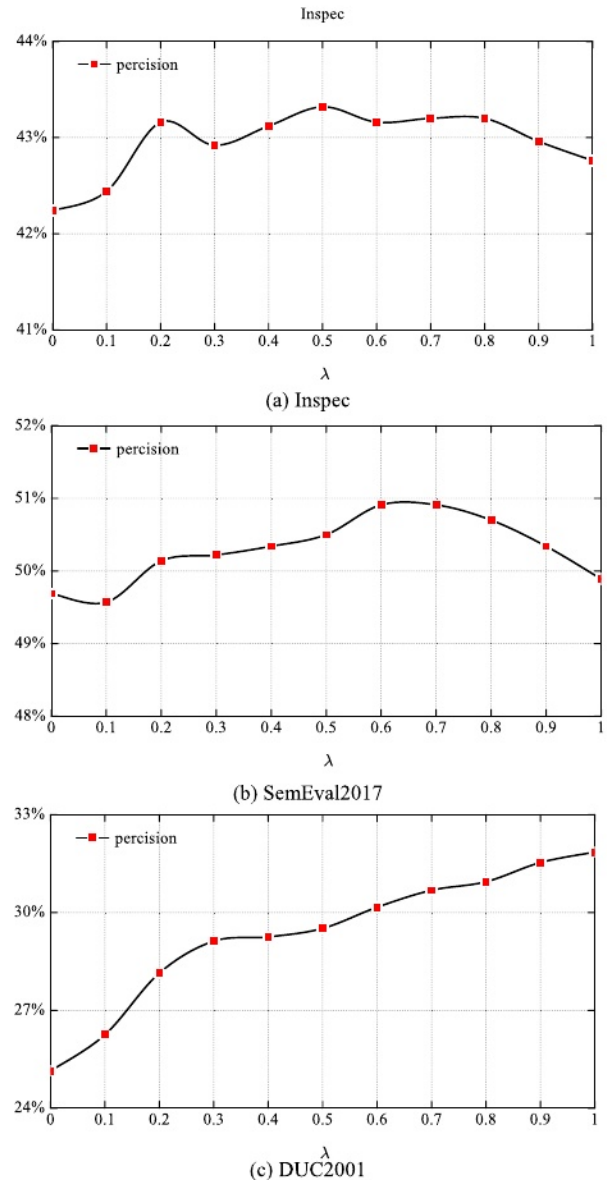 Inspec
44%
percision
43%
42%
41%
0 0.1 0.2 0.3 0.4 0.5 0.6 0.7 0.8 0.9 1
λ
(a) Inspec
52%
percision
51%
50%
49%
48%
0 0.1 0.2 0.3 0.4 0.5 0.6 0.7 0.8 0.9 1
λ
(b) SemEval2017
33%
percision
30%
27%
24%
0 0.1 0.2 0.3 0.4 0.5 0.6 0.7 0.8 0.9 1
λ
(c) DUC2001